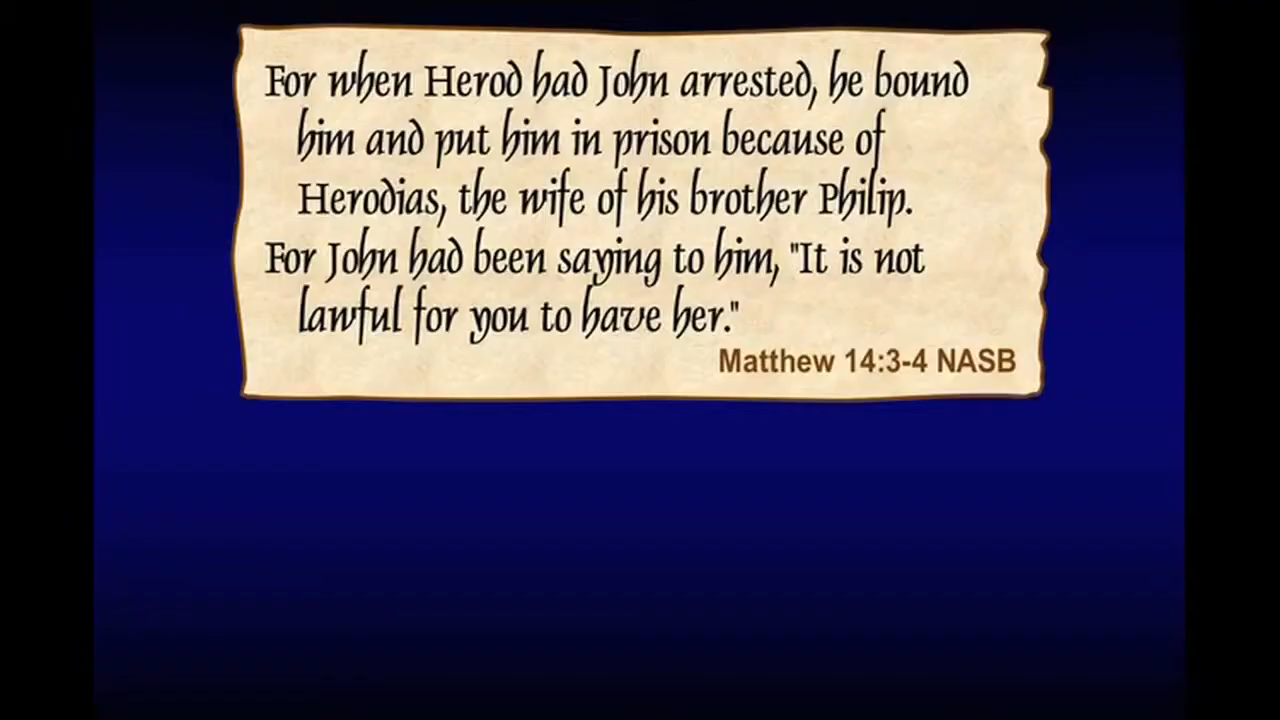 For when Herod had John arrested, he bound
him and put him in prison because of
Herodias, the wife of his brother Philip.
For John had been saying to him, "It is not
lawful for you to have her."
Matthew 14:3-4 NASB